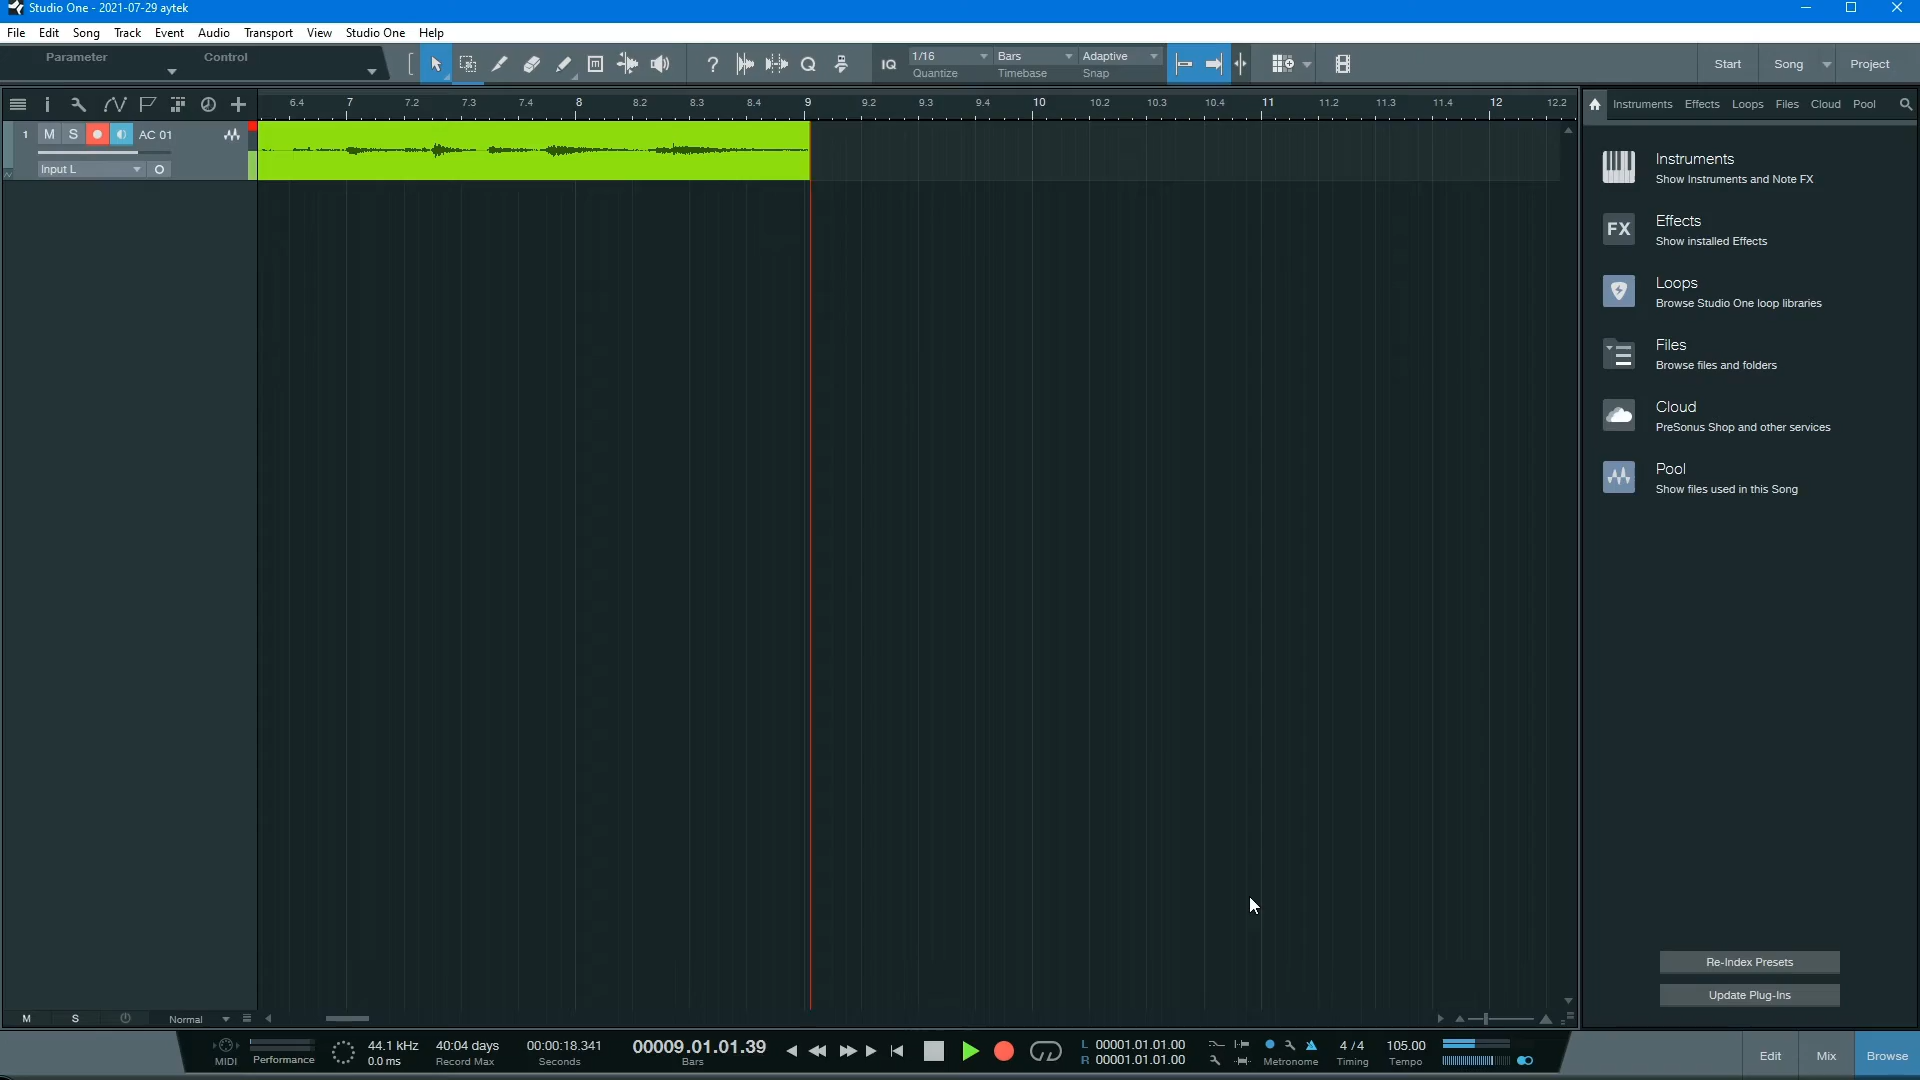 Studio One - 2021-07-29 aytek
File Edit Song Track Event Audio Transport View Studio One Help
Parameter Control
IQ 1/16 Bars Adaptive
Quantize Timebase Snap
Start Song Project
6.4 7 7.2 7.3 7.4 8 8.2 8.3 8.4 9 9.2 9.3 9.4 10 10.2 10.3 10.4 11 11.2 11.3 11.4 12 12.2
Instruments Effects Loops Files Cloud Pool
1 M S AC 01
Input L
Instruments
Show Instruments and Note FX
FX
Effects
Show installed Effects
Loops
Browse Studio One loop libraries
Files
Browse files and folders
Cloud
PreSonus Shop and other services
Pool
Show files used in this Song
Re-Index Presets
Update Plug-Ins
M S Normal
MIDI
Performance
44.1 kHz
0.0 ms
40:04 days
Record Max
00:00:18.341
Seconds
00009.01.01.39
Bars
L 00001.01.01.00
R 00001.01.01.00
Metronome
4 / 4
Timing
105.00
Tempo
Edit Mix Browse